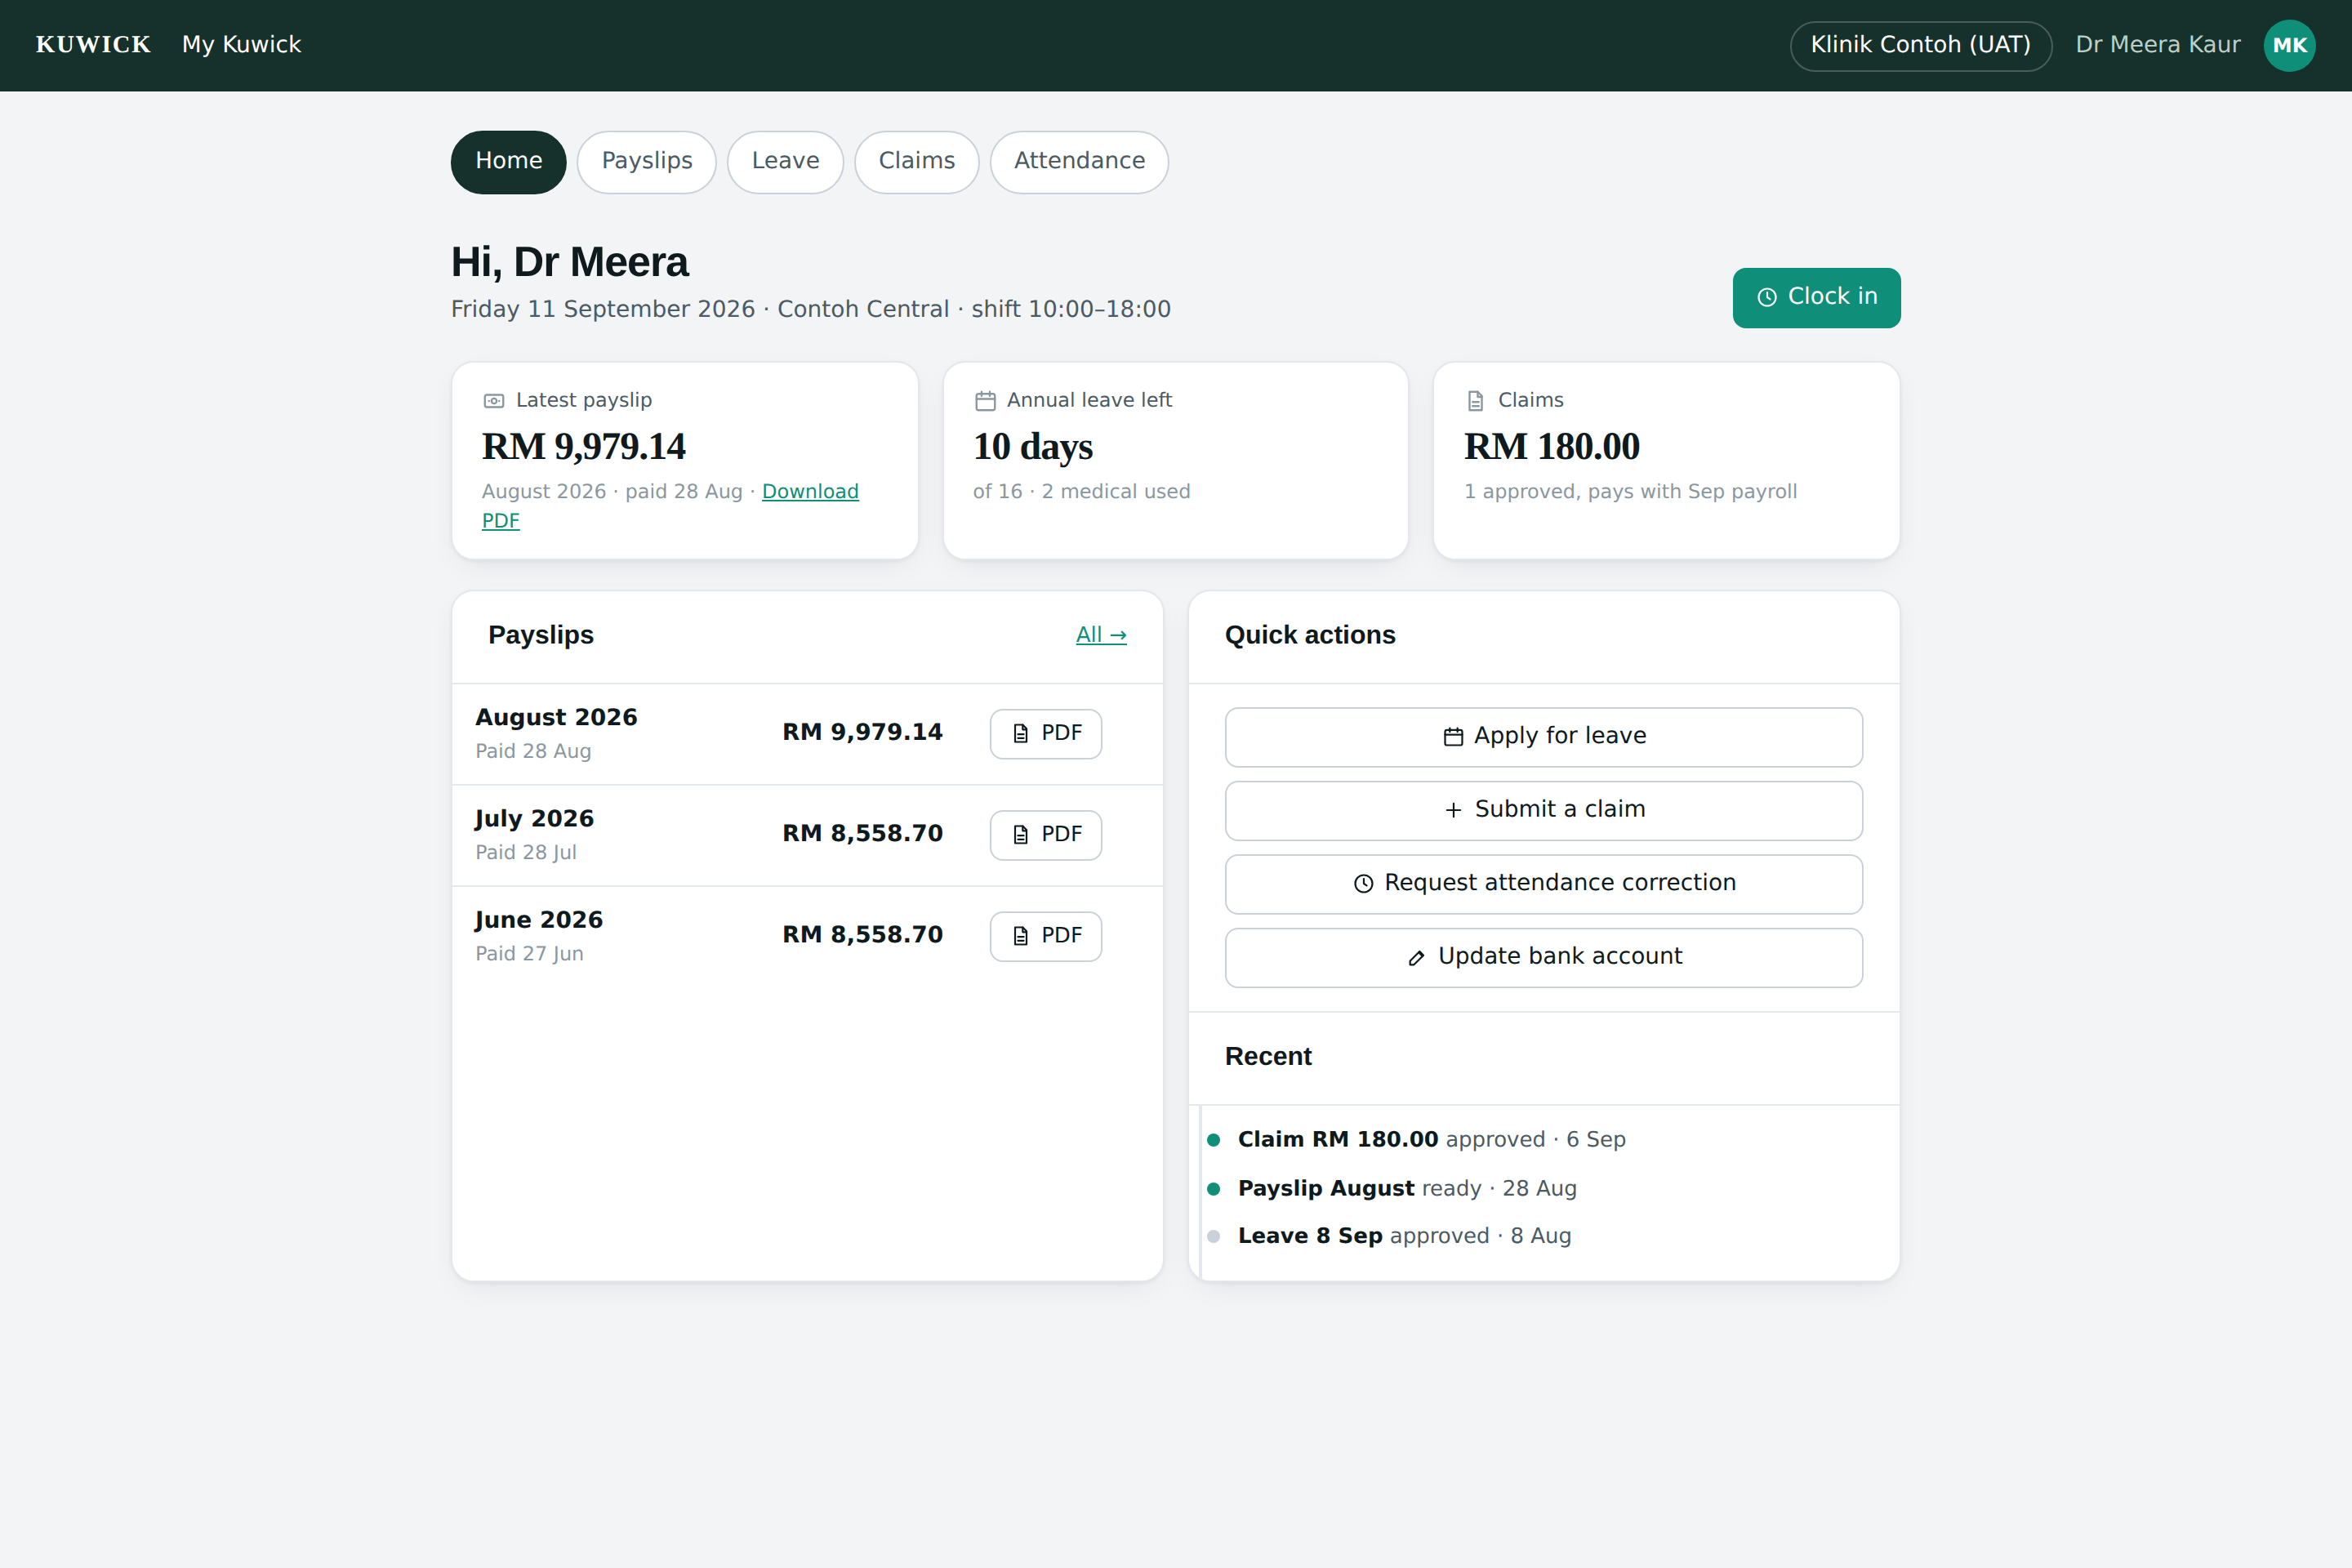 KUWICK My Kuwick Klinik Contoh (UAT) Dr Meera Kaur MK
Home Payslips Leave Claims Attendance
Hi, Dr Meera
Friday 11 September 2026 · Contoh Central · shift 10:00–18:00
Clock in
Latest payslip
RM 9,979.14
August 2026 · paid 28 Aug · Download
PDF
Annual leave left
10 days
of 16 · 2 medical used
Claims
RM 180.00
1 approved, pays with Sep payroll
Payslips All →
August 2026
Paid 28 Aug
RM 9,979.14 PDF
July 2026
Paid 28 Jul
RM 8,558.70 PDF
June 2026
Paid 27 Jun
RM 8,558.70 PDF
Quick actions
Apply for leave
Submit a claim
Request attendance correction
Update bank account
Recent
Claim RM 180.00 approved · 6 Sep
Payslip August ready · 28 Aug
Leave 8 Sep approved · 8 Aug